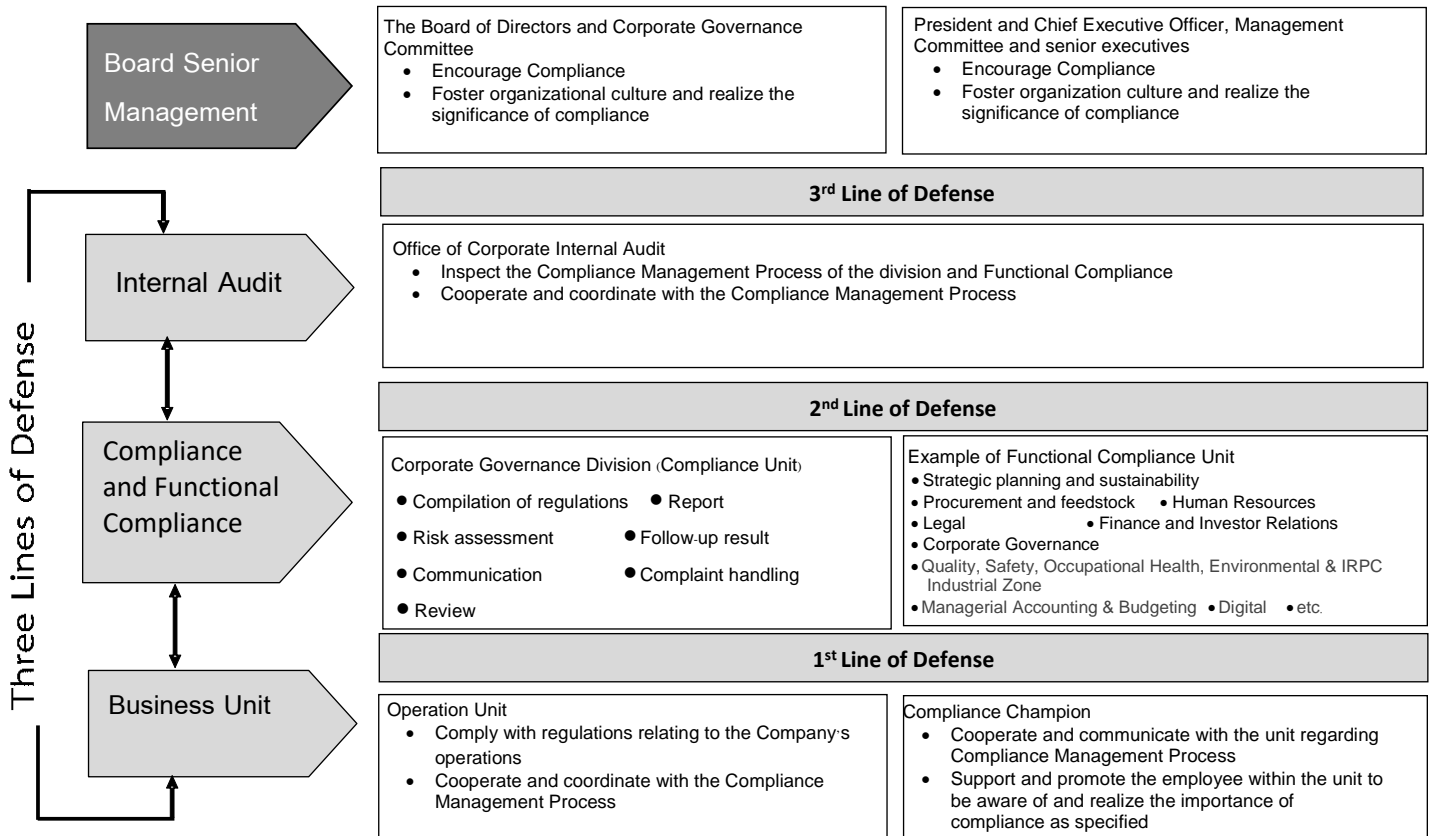 Board Senior
Management
The Board of Directors and Corporate Governance
Committee
• Encourage Compliance
• Foster organizational culture and realize the
significance of compliance
President and Chief Executive Officer, Management
Committee and senior executives
• Encourage Compliance
• Foster organization culture and realize the
significance of compliance
Three Lines of Defense
3rd Line of Defense
Internal Audit
Office of Corporate Internal Audit
• Inspect the Compliance Management Process of the division and Functional Compliance
• Cooperate and coordinate with the Compliance Management Process
2nd Line of Defense
Compliance
and Functional
Compliance
Corporate Governance Division (Compliance Unit)
• Compilation of regulations • Report
• Risk assessment • Follow-up result
• Communication • Complaint handling
• Review
Example of Functional Compliance Unit
• Strategic planning and sustainability
• Procurement and feedstock • Human Resources
• Legal • Finance and Investor Relations
• Corporate Governance
• Quality, Safety, Occupational Health, Environmental & IRPC
Industrial Zone
• Managerial Accounting & Budgeting • Digital • etc.
1st Line of Defense
Business Unit
Operation Unit
• Comply with regulations relating to the Company's
operations
• Cooperate and coordinate with the Compliance
Management Process
Compliance Champion
• Cooperate and communicate with the unit regarding
Compliance Management Process
• Support and promote the employee within the unit to
be aware of and realize the importance of
compliance as specified